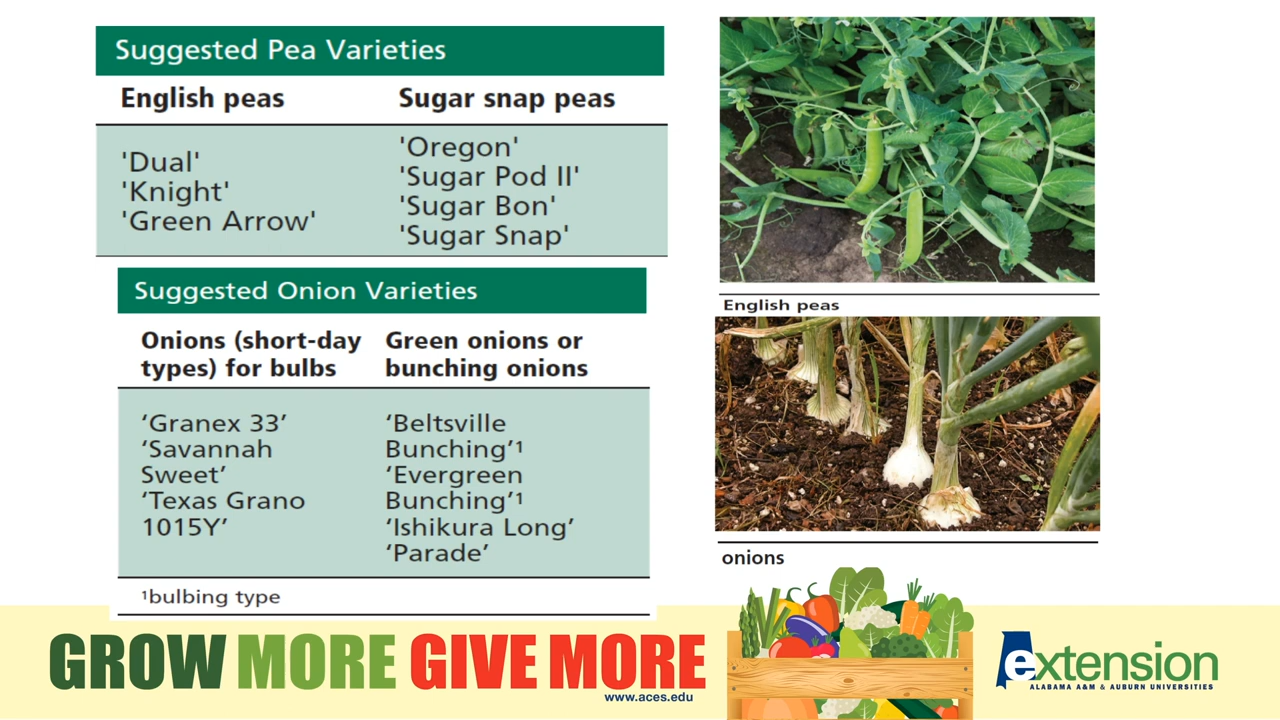 Suggested Pea Varieties
English peas
Sugar snap peas
'Dual'
'Knight'
'Green Arrow'
'Oregon'
'Sugar Pod II'
'Sugar Bon'
'Sugar Snap'
Suggested Onion Varieties
Onions (short-day
types) for bulbs
Green onions or
bunching onions
‘Granex 33’
‘Savannah
Sweet’
‘Texas Grano
1015Y’
‘Beltsville
Bunching’¹
‘Evergreen
Bunching’¹
‘Ishikura Long’
‘Parade’
¹bulbing type
English peas
onions
GROW MORE GIVE MORE
www.aces.edu
extension
ALABAMA A&M & AUBURN UNIVERSITIES